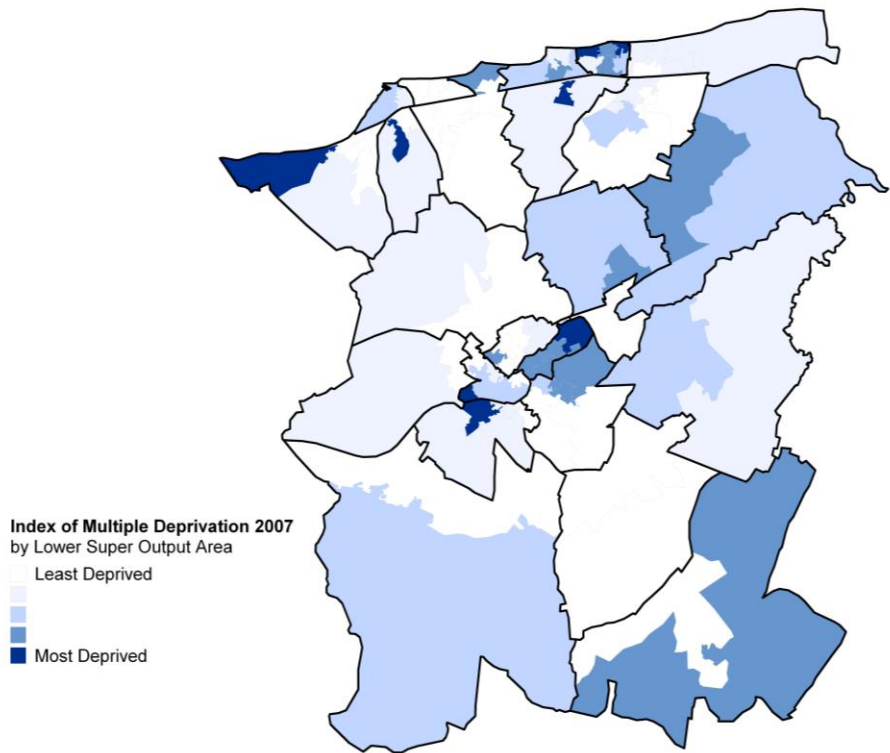 Index of Multiple Deprivation 2007
by Lower Super Output Area
Least Deprived
Most Deprived